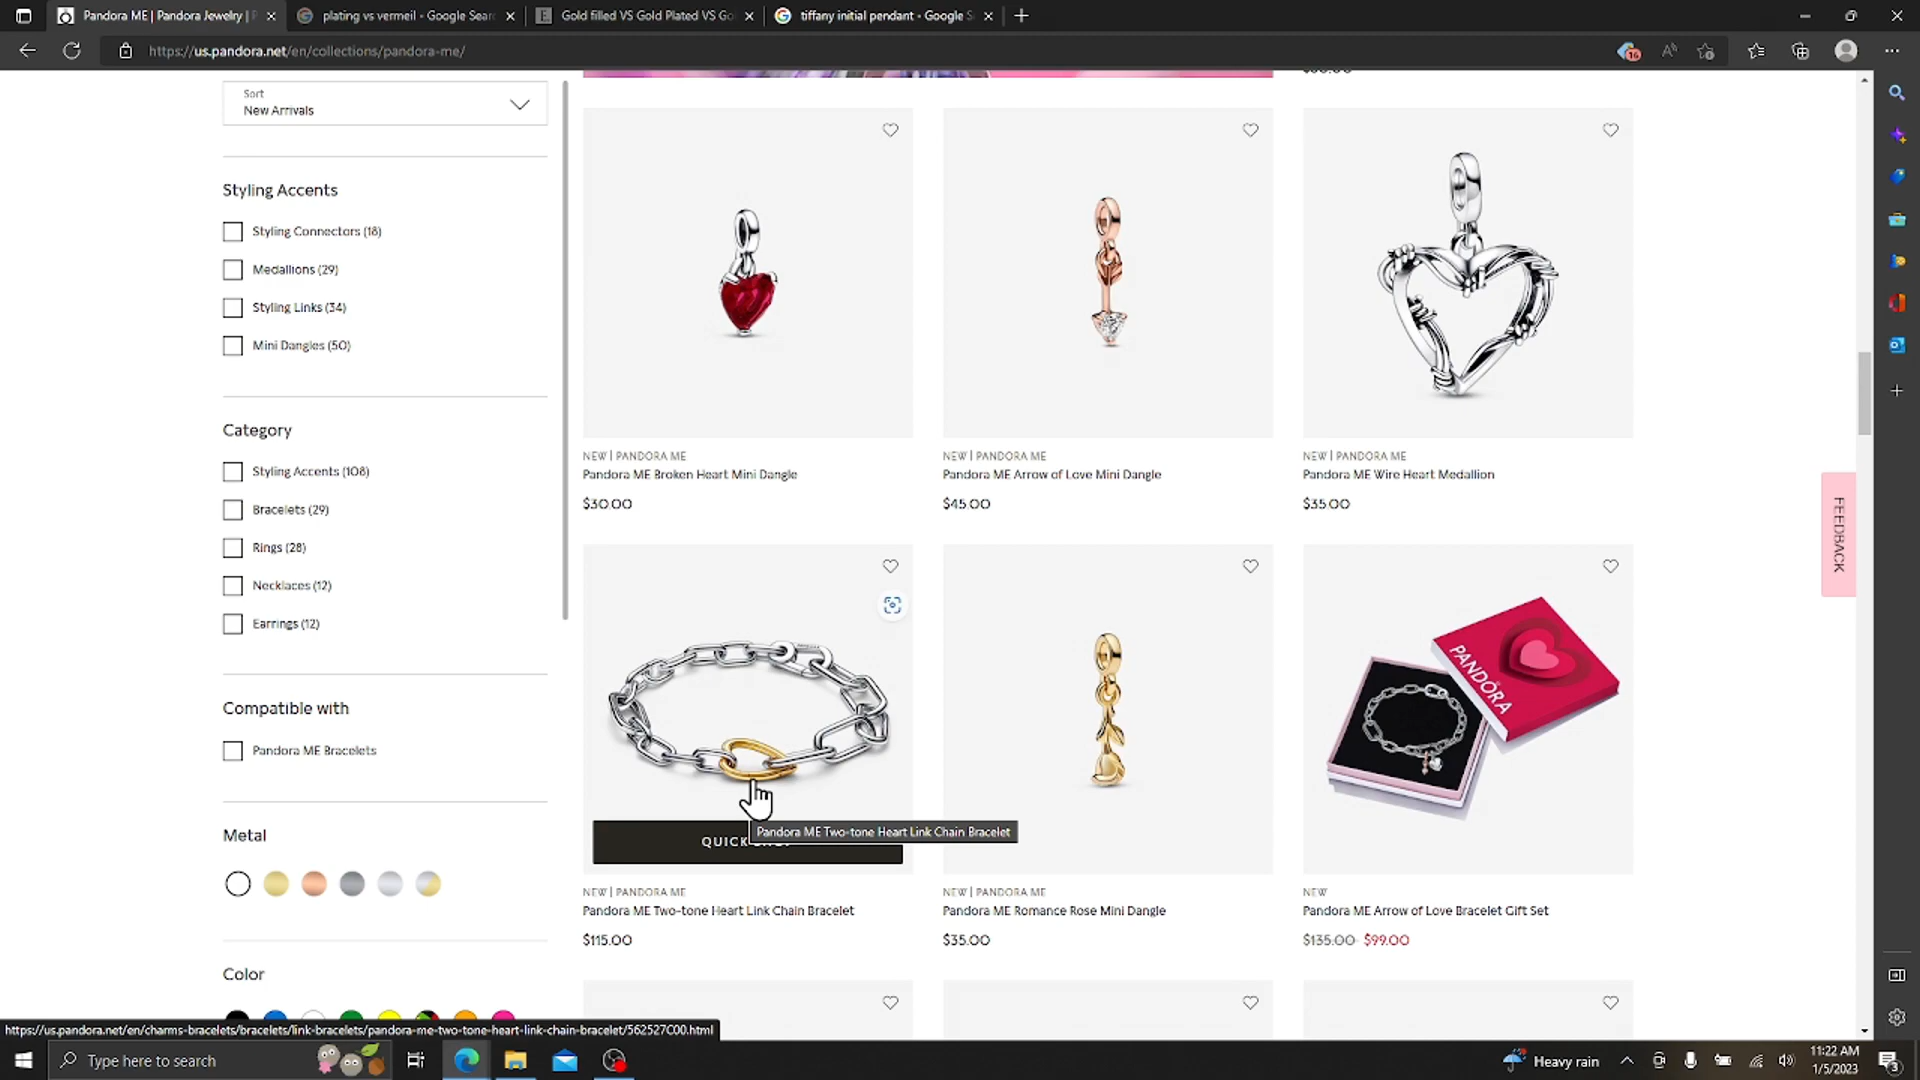 Pandora ME | Pandora Jewelry | P
plating vs vermeil - Google Sear
Gold filled VS Gold Plated VS Go
tiffany initial pendant - Google S
https://us.pandora.net/en/collections/pandora-me/
16
Sort
New Arrivals
Styling Accents
Styling Connectors (18)
Medallions (29)
Styling Links (34)
Mini Dangles (50)
Category
Styling Accents (108)
Bracelets (29)
Rings (28)
Necklaces (12)
Earrings (12)
Compatible with
Pandora ME Bracelets
Metal
Color
NEW | PANDORA ME
Pandora ME Broken Heart Mini Dangle
$30.00
NEW | PANDORA ME
Pandora ME Arrow of Love Mini Dangle
$45.00
NEW | PANDORA ME
Pandora ME Wire Heart Medallion
$35.00
PANDORA
QUICK
Pandora ME Two-tone Heart Link Chain Bracelet
NEW | PANDORA ME
Pandora ME Two-tone Heart Link Chain Bracelet
$115.00
NEW | PANDORA ME
Pandora ME Romance Rose Mini Dangle
$35.00
NEW
Pandora ME Arrow of Love Bracelet Gift Set
$135.00 $99.00
FEEDBACK
https://us.pandora.net/en/charms-bracelets/bracelets/link-bracelets/pandora-me-two-tone-heart-link-chain-bracelet/562527C00.html
Type here to search
Heavy rain
11:22 AM
1/5/2023
3